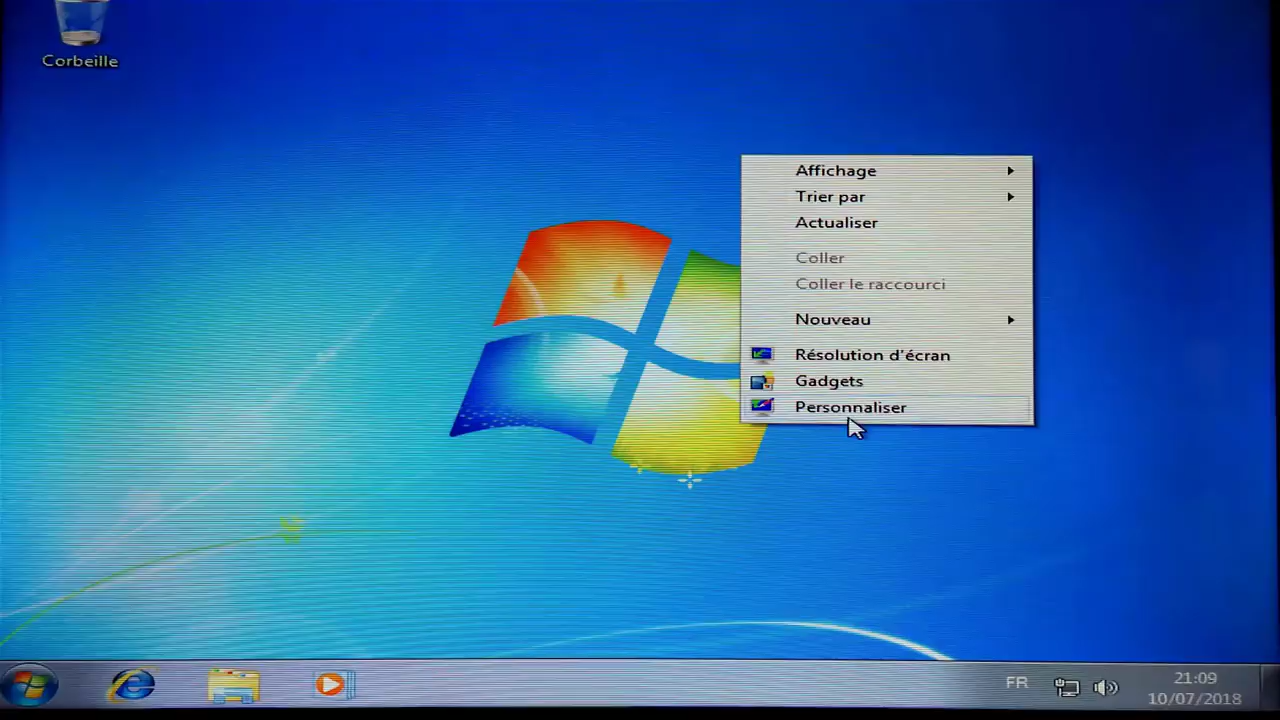 Corbeille
Affichage
Trier par
Actualiser
Coller
Coller le raccourci
Nouveau
Résolution d'écran
Gadgets
Personnaliser
FR
21:09
10/07/2018